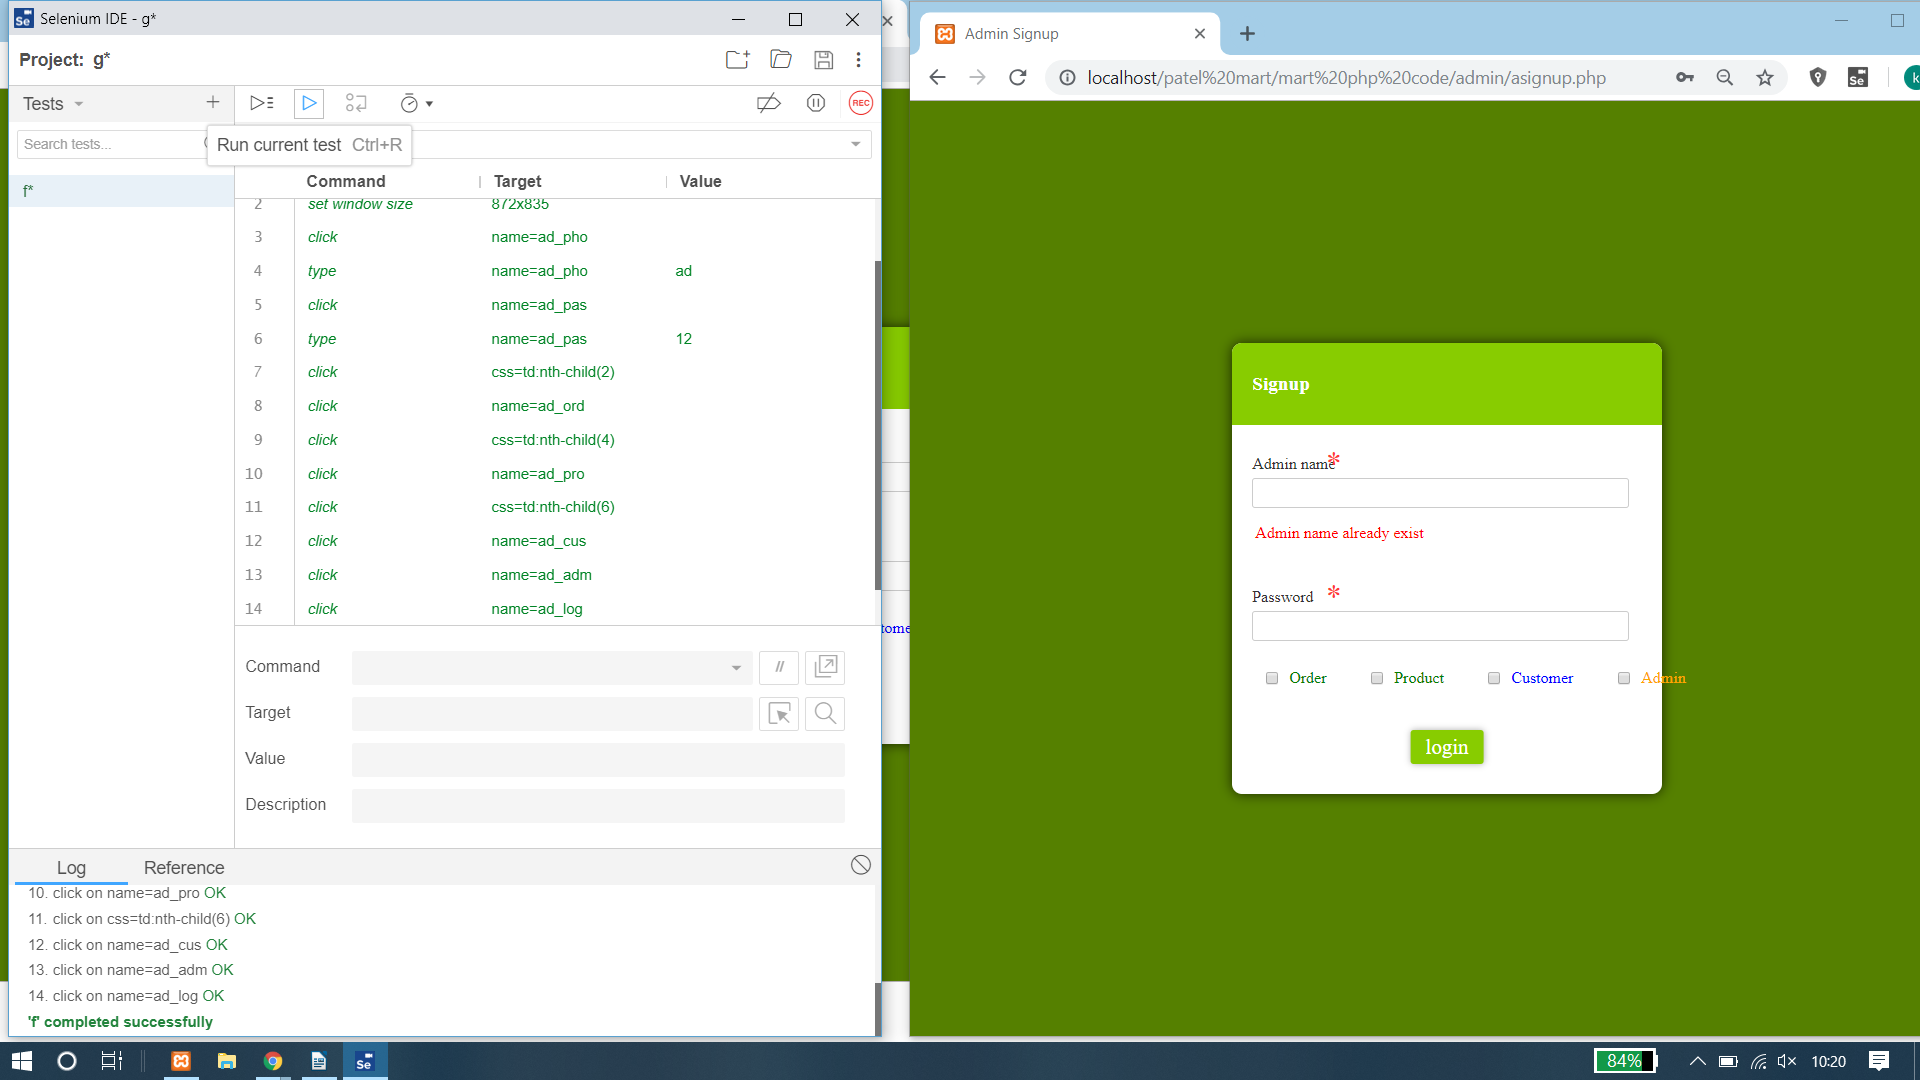 Selenium IDE - g*
Project: g*
Tests
REC
Search tests...
Run current test Ctrl+R
f*
Command Target Value
2 set window size 872x835
3 click name=ad_pho
4 type name=ad_pho ad
5 click name=ad_pas
6 type name=ad_pas 12
7 click css=td:nth-child(2)
8 click name=ad_ord
9 click css=td:nth-child(4)
10 click name=ad_pro
11 click css=td:nth-child(6)
12 click name=ad_cus
13 click name=ad_adm
14 click name=ad_log
Command
//
Target
Value
Description
Log Reference
10. click on name=ad_pro OK
11. click on css=td:nth-child(6) OK
12. click on name=ad_cus OK
13. click on name=ad_adm OK
14. click on name=ad_log OK
'f' completed successfully
tome
Admin Signup
localhost/patel%20mart/mart%20php%20code/admin/asignup.php
Se
k
Signup
Admin name*
Admin name already exist
Password *
Order Product Customer Admin
login
Se
84%
10:20